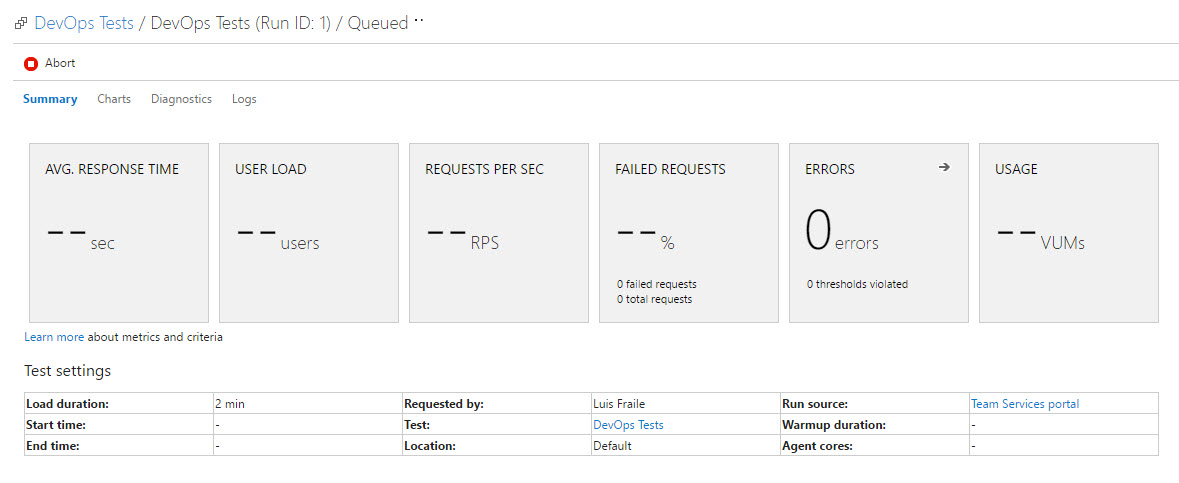 DevOps Tests / DevOps Tests (Run ID: 1) / Queued ··
Abort
Summary Charts Diagnostics Logs
AVG. RESPONSE TIME USER LOAD REQUESTS PER SEC FAILED REQUESTS ERRORS → USAGE
-- sec -- users -- RPS -- % 0 errors -- VUMs
0 failed requests 0 thresholds violated
0 total requests
Learn more about metrics and criteria
Test settings
Load duration: 2 min Requested by: Luis Fraile Run source: Team Services portal
Start time: - Test: DevOps Tests Warmup duration: -
End time: - Location: Default Agent cores: -